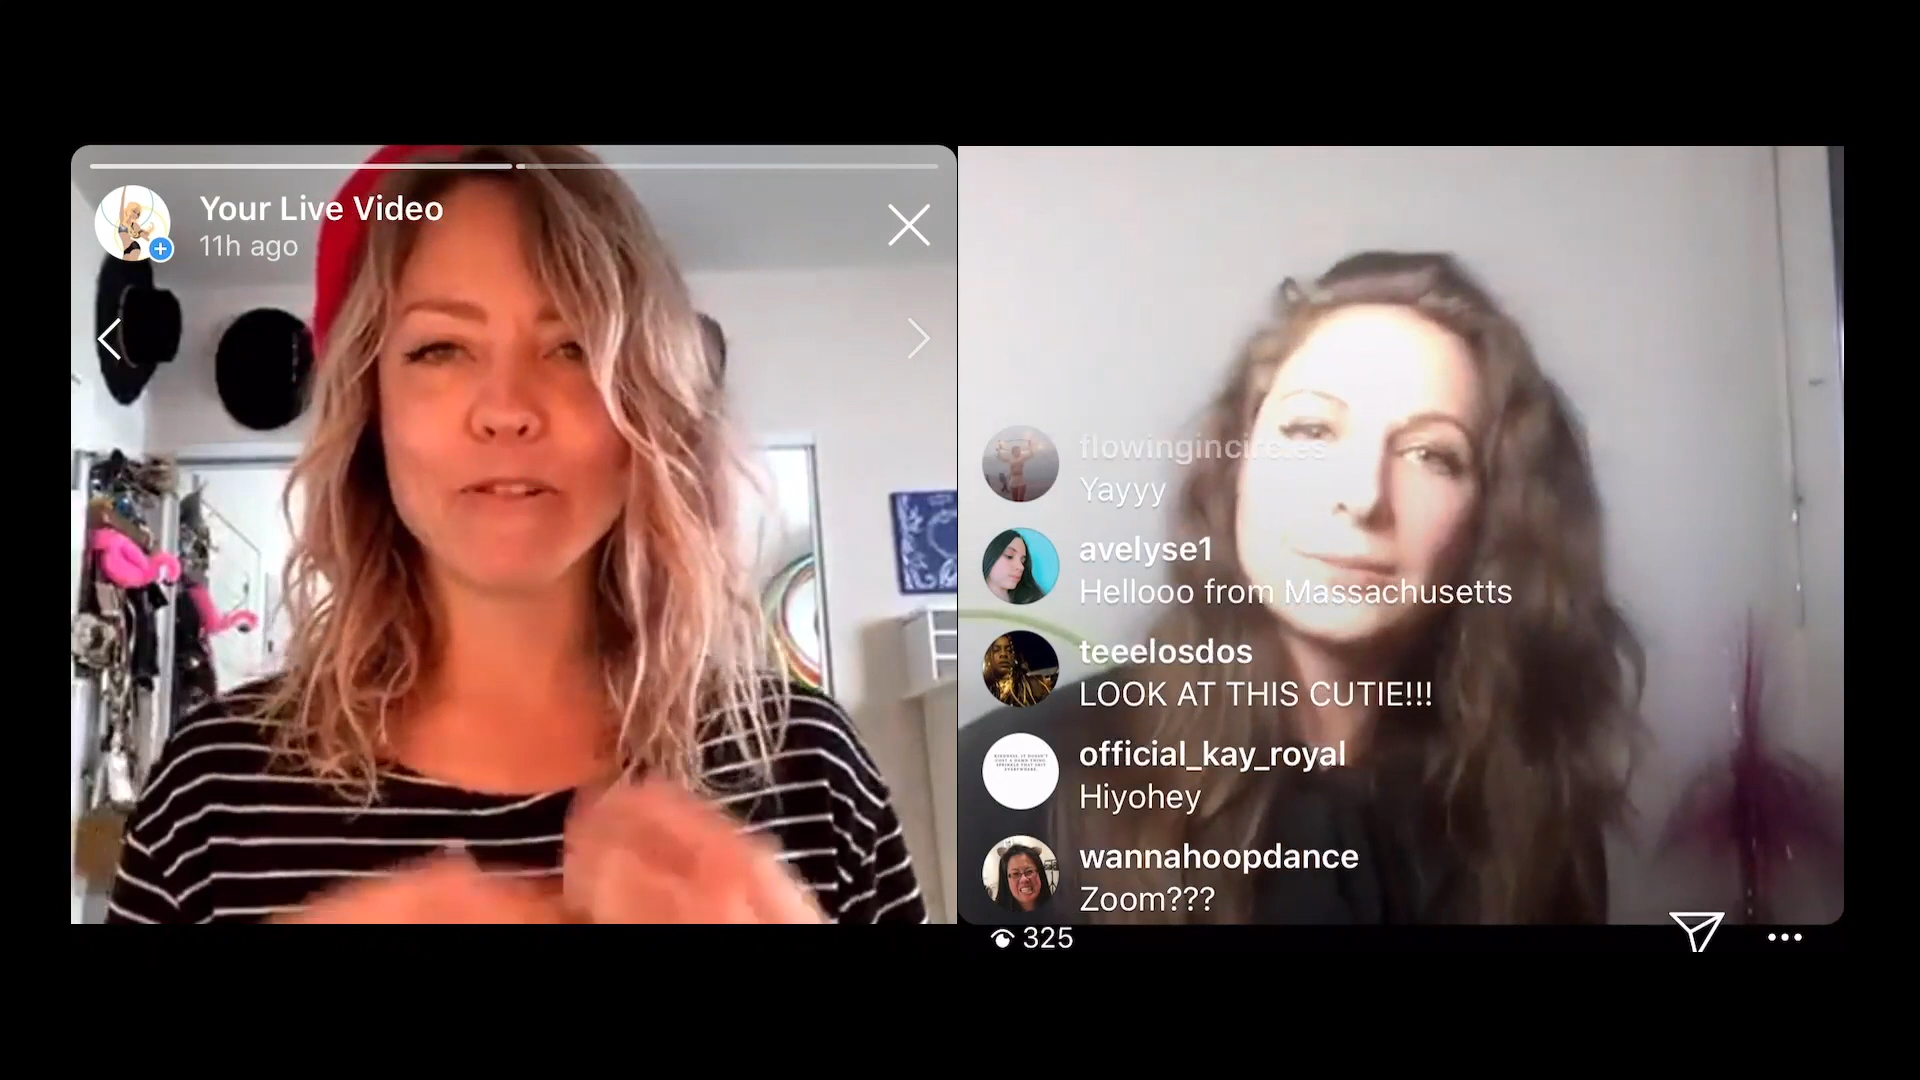 Your Live Video
11h ago
flowingincircles
Yayyy
avelyse1
Hellooo from Massachusetts
teeelosdos
LOOK AT THIS CUTIE!!!
official_kay_royal
Hiyohey
wannahoopdance
Zoom???
325